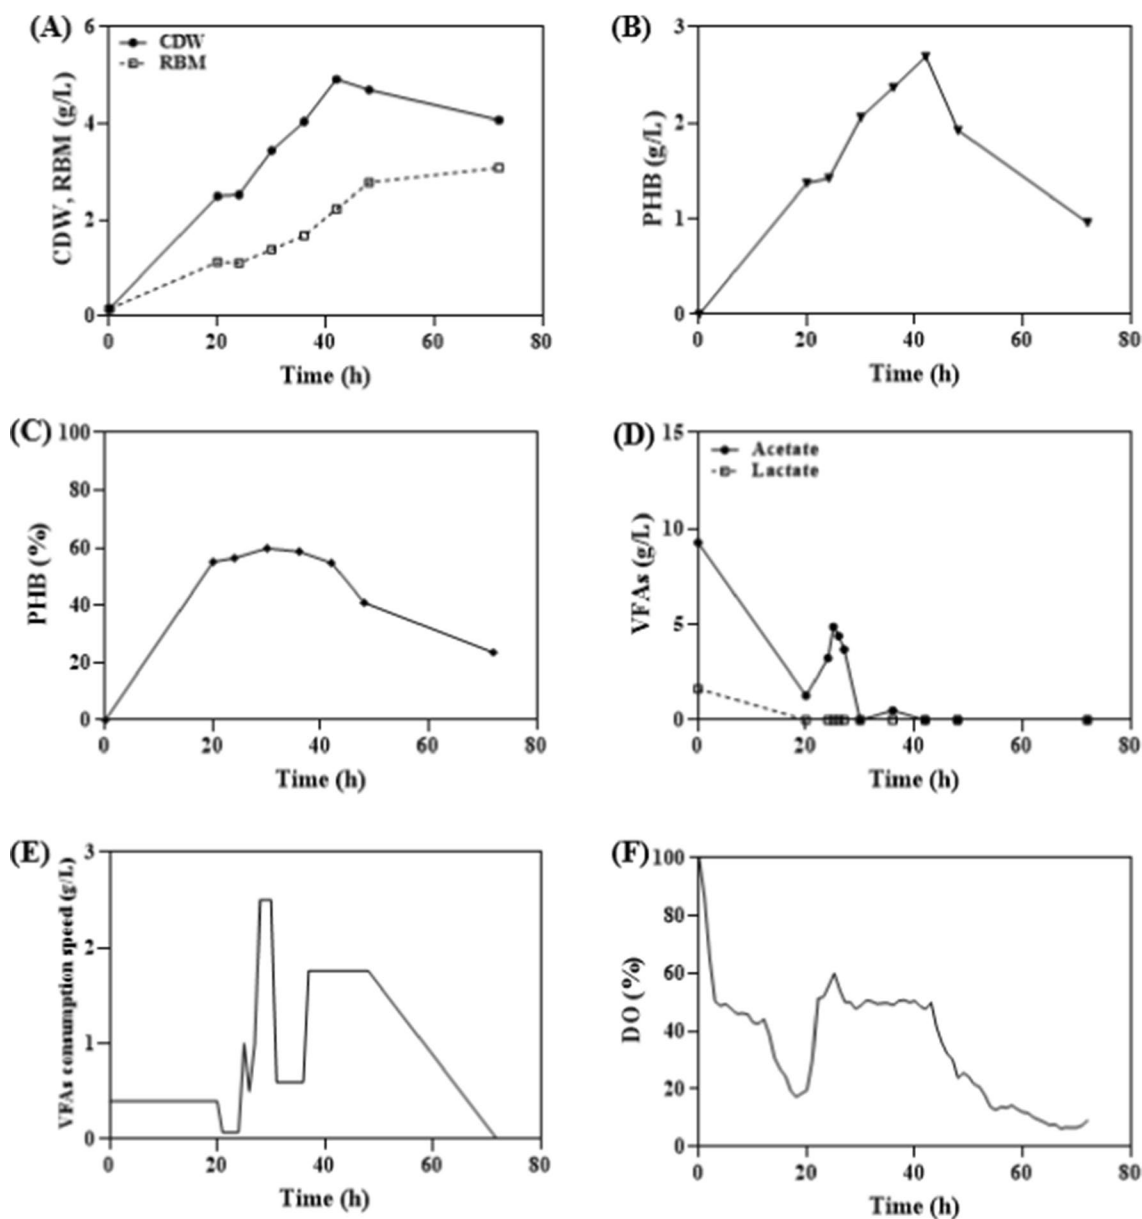 (A)
6
4
2
0
CDW, RBM (g/L)
CDW
RBM
0 20 40 60 80
Time (h)
(B)
3
2
1
0
PHB (g/L)
0 20 40 60 80
Time (h)
(C)
100
80
60
40
20
0
PHB (%)
0 20 40 60 80
Time (h)
(D)
15
10
5
0
VFAs (g/L)
Acetate
Lactate
0 20 40 60 80
Time (h)
(E)
3
2
1
0
VFAs consumption speed (g/L)
0 20 40 60 80
Time (h)
(F)
100
80
60
40
20
0
DO (%)
0 20 40 60 80
Time (h)